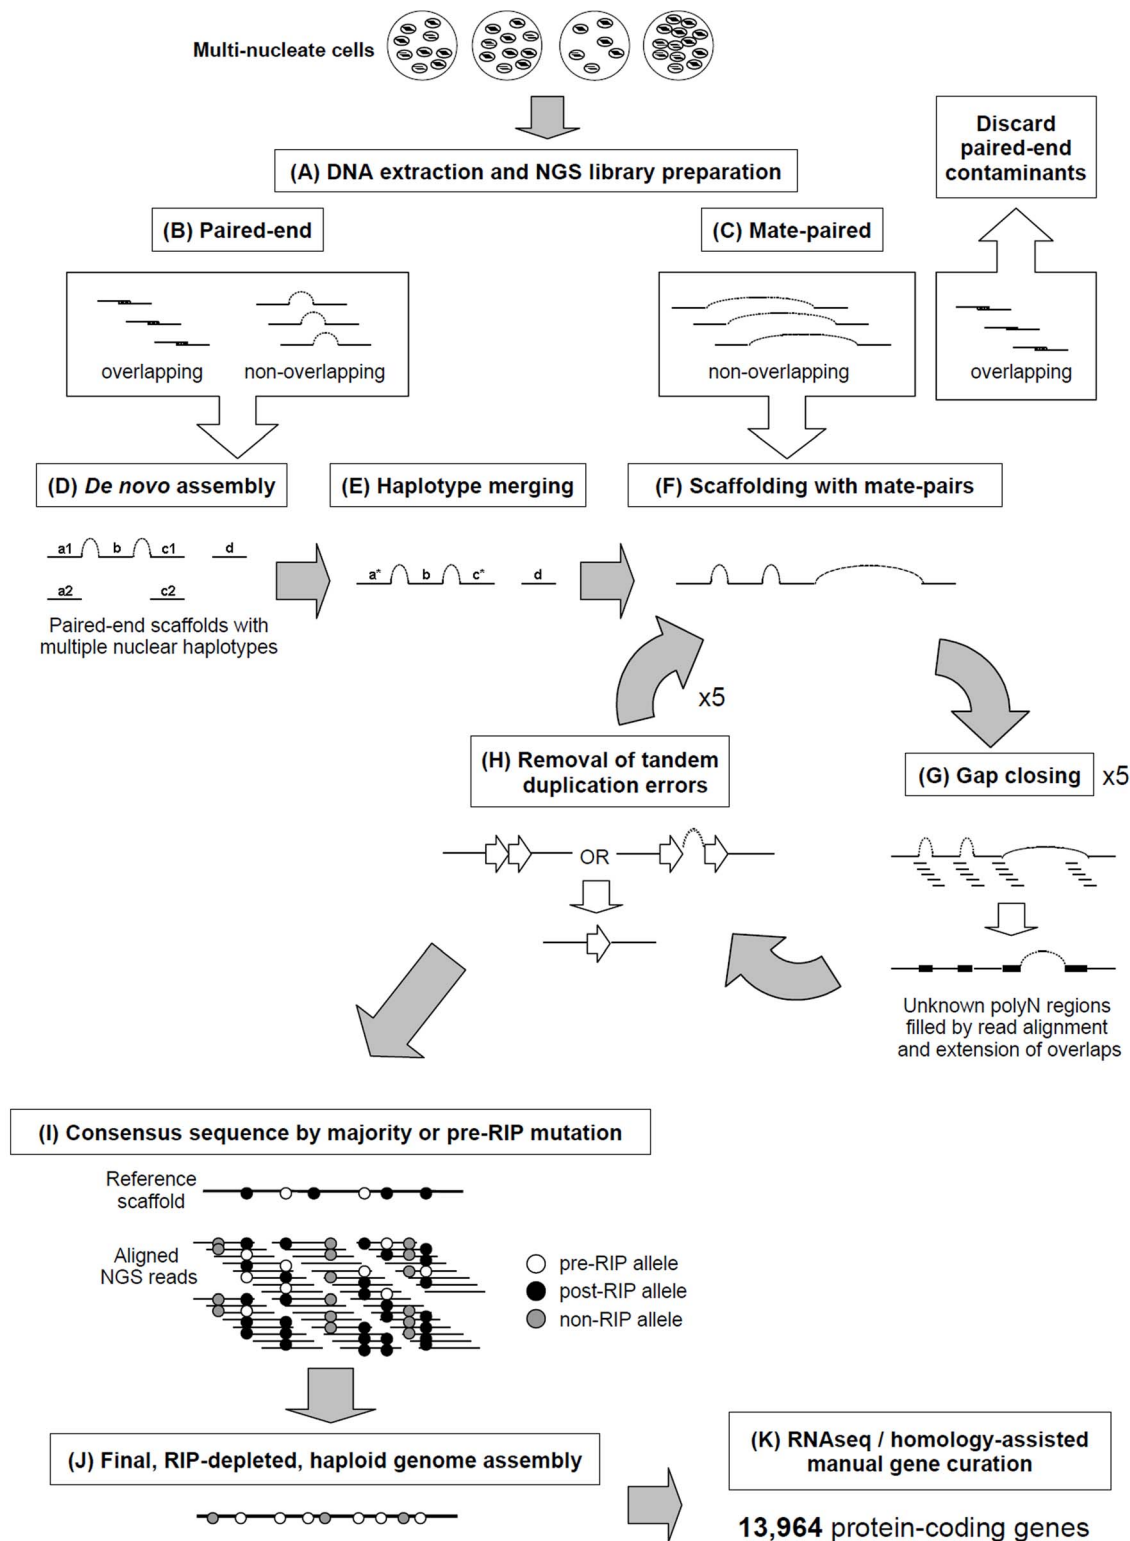 Multi-nucleate cells
Discard
paired-end
contaminants
(A) DNA extraction and NGS library preparation
(B) Paired-end
(C) Mate-paired
overlapping
non-overlapping
non-overlapping
overlapping
(D) De novo assembly
(E) Haplotype merging
(F) Scaffolding with mate-pairs
a1 b c1 d
a2 c2
a* b c* d
Paired-end scaffolds with
multiple nuclear haplotypes
x5
(H) Removal of tandem
duplication errors
(G) Gap closing x5
OR
Unknown polyN regions
filled by read alignment
and extension of overlaps
(I) Consensus sequence by majority or pre-RIP mutation
Reference
scaffold
Aligned
NGS reads
pre-RIP allele
post-RIP allele
non-RIP allele
(J) Final, RIP-depleted, haploid genome assembly
(K) RNAseq / homology-assisted
manual gene curation
13,964 protein-coding genes